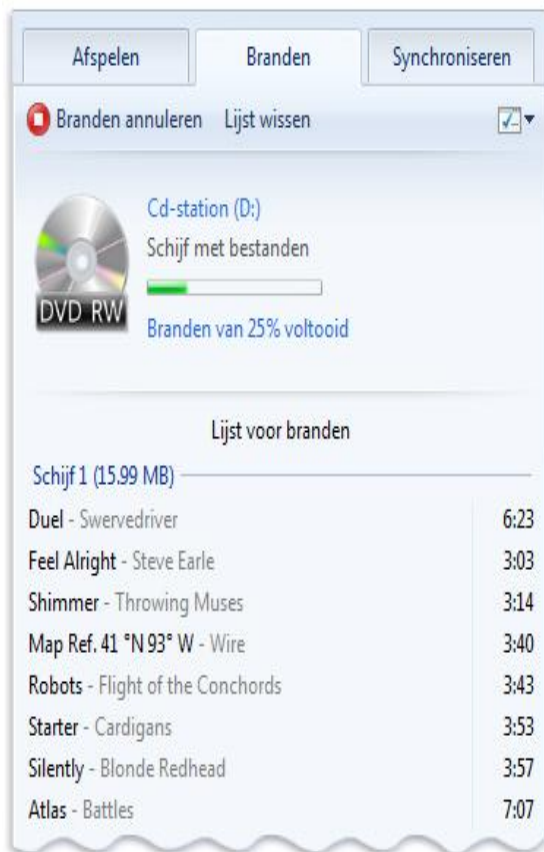 Afspelen Branden Synchroniseren
Branden annuleren Lijst wissen
Cd-station (D:)
Schijf met bestanden
DVD RW
Branden van 25% voltooid
Lijst voor branden
Schijf 1 (15.99 MB)
Duel - Swervedriver 6:23
Feel Alright - Steve Earle 3:03
Shimmer - Throwing Muses 3:14
Map Ref. 41 °N 93° W - Wire 3:40
Robots - Flight of the Conchords 3:43
Starter - Cardigans 3:53
Silently - Blonde Redhead 3:57
Atlas - Battles 7:07